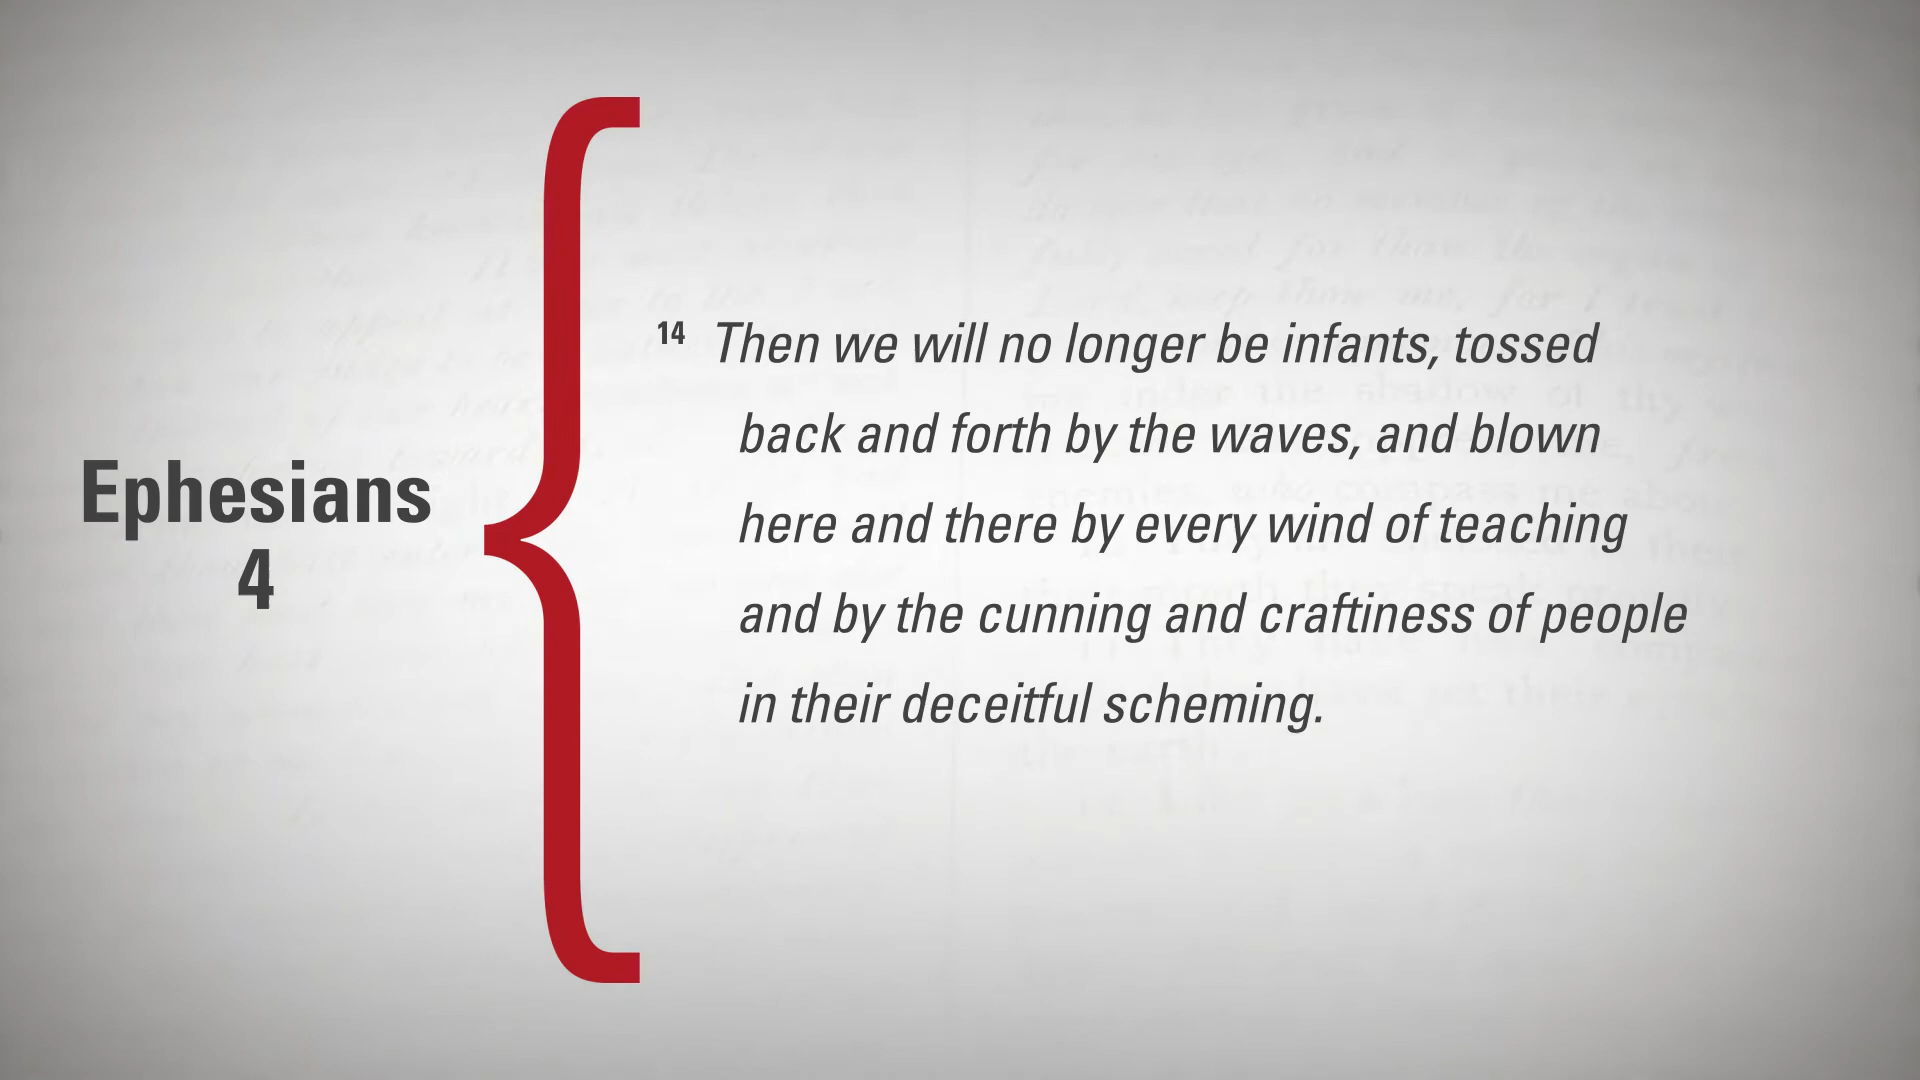 Ephesians
4
14 Then we will no longer be infants, tossed
back and forth by the waves, and blown
here and there by every wind of teaching
and by the cunning and craftiness of people
in their deceitful scheming.